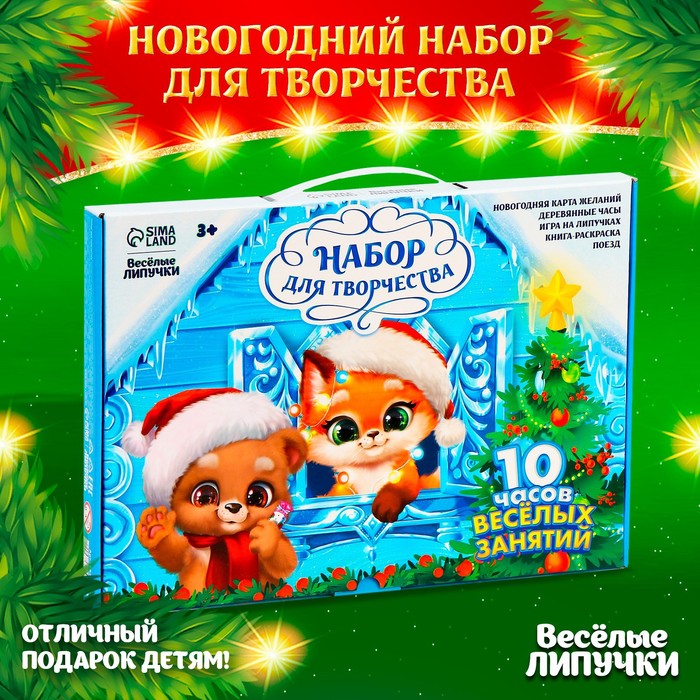 НОВОГОДНИЙ НАБОР
ДЛЯ ТВОРЧЕСТВА
SIMA
LAND
3+
Весёлые
ЛИПУЧКИ
НАБОР
ДЛЯ ТВОРЧЕСТВА
НОВОГОДНЯЯ КАРТА ЖЕЛАНИЙ
ДЕРЕВЯННЫЕ ЧАСЫ
ИГРА НА ЛИПУЧКАХ
КНИГА-РАСКРАСКА
ПОЕЗД
10
ЧАСОВ
ВЕСЁЛЫХ
ЗАНЯТИЙ
ОТЛИЧНЫЙ
ПОДАРОК ДЕТЯМ!
Весёлые
ЛИПУЧКИ